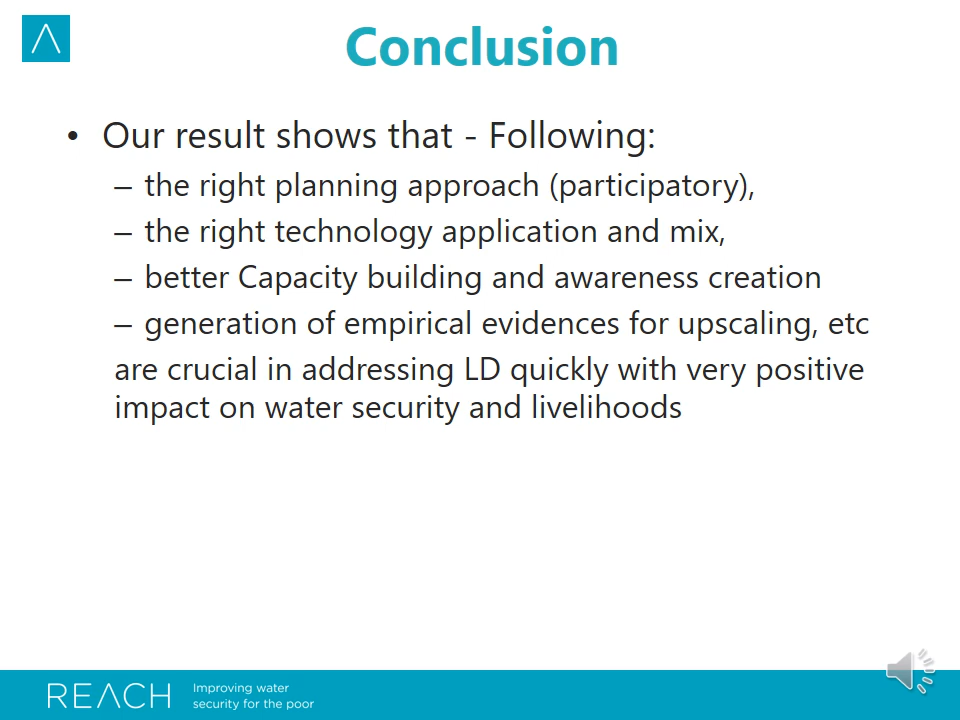 Conclusion
• Our result shows that - Following:
– the right planning approach (participatory),
– the right technology application and mix,
– better Capacity building and awareness creation
– generation of empirical evidences for upscaling, etc
are crucial in addressing LD quickly with very positive
impact on water security and livelihoods
REACH
Improving water
security for the poor